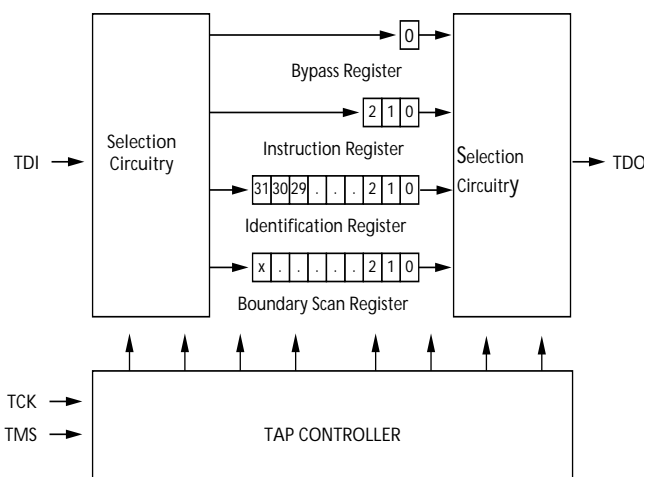 0
Bypass Register
2 1 0
Selection
Circuitry
Instruction Register
Selection
Circuitry
TDI
TDO
31 30 29 . . . 2 1 0
Identification Register
x . . . . . 2 1 0
Boundary Scan Register
TCK
TMS
TAP CONTROLLER